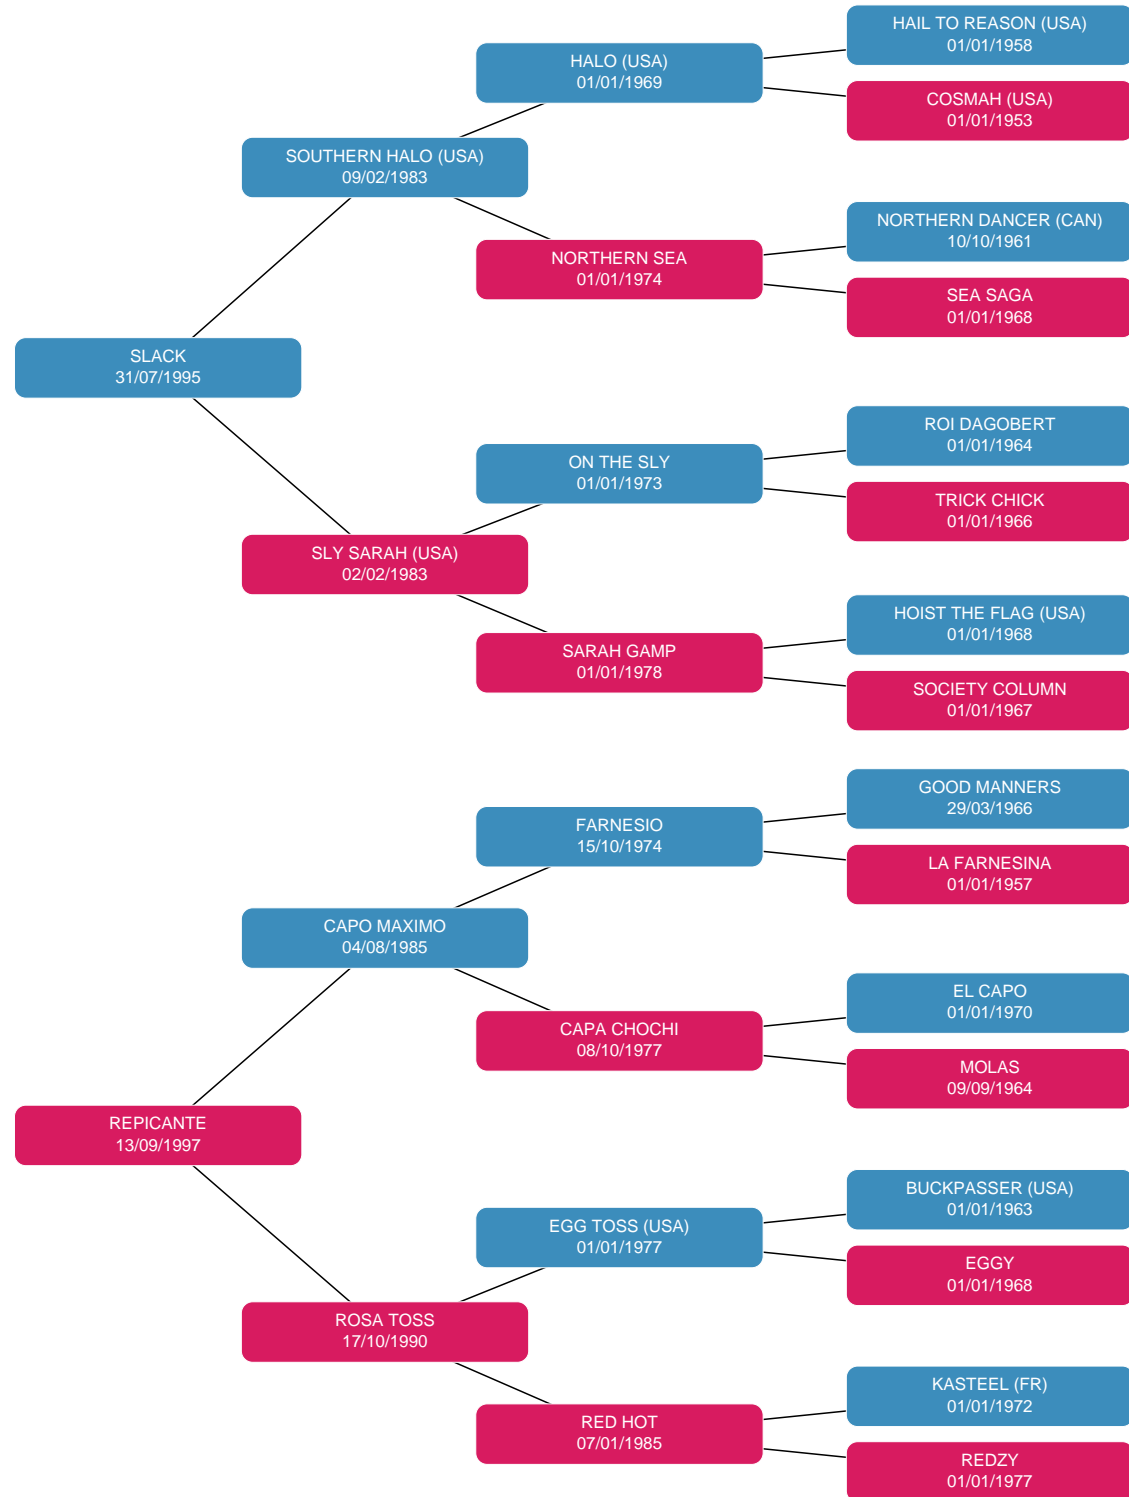 HAIL TO REASON (USA)
01/01/1958
HALO (USA)
01/01/1969
COSMAH (USA)
01/01/1953
SOUTHERN HALO (USA)
09/02/1983
NORTHERN DANCER (CAN)
10/10/1961
NORTHERN SEA
01/01/1974
SEA SAGA
01/01/1968
SLACK
31/07/1995
ROI DAGOBERT
01/01/1964
ON THE SLY
01/01/1973
TRICK CHICK
01/01/1966
SLY SARAH (USA)
02/02/1983
HOIST THE FLAG (USA)
01/01/1968
SARAH GAMP
01/01/1978
SOCIETY COLUMN
01/01/1967
GOOD MANNERS
29/03/1966
FARNESIO
15/10/1974
LA FARNESINA
01/01/1957
CAPO MAXIMO
04/08/1985
EL CAPO
01/01/1970
CAPA CHOCHI
08/10/1977
MOLAS
09/09/1964
REPICANTE
13/09/1997
BUCKPASSER (USA)
01/01/1963
EGG TOSS (USA)
01/01/1977
EGGY
01/01/1968
ROSA TOSS
17/10/1990
KASTEEL (FR)
01/01/1972
RED HOT
07/01/1985
REDZY
01/01/1977